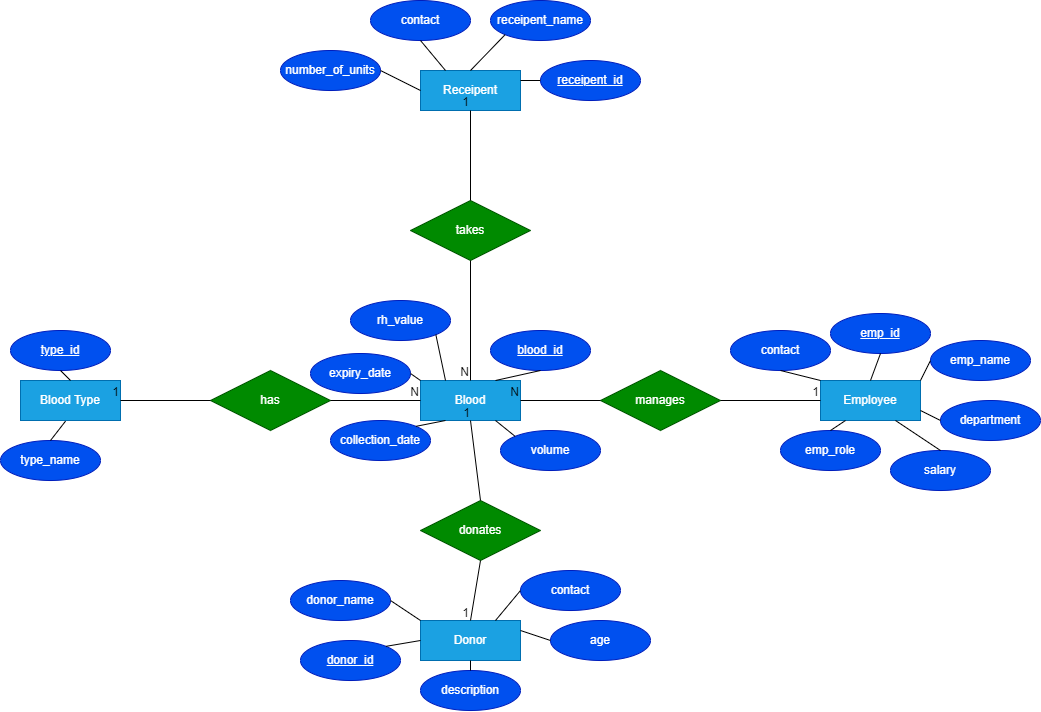 contact
receipent_name
number_of_units
receipent_id
Receipent
1
takes
rh_value
N
blood_id
expiry_date
type_id
Blood Type
1
has
N
Blood
N
1
manages
1
Employee
contact
emp_id
emp_name
department
emp_role
salary
type_name
collection_date
volume
donates
1
donor_name
contact
Donor
age
donor_id
description